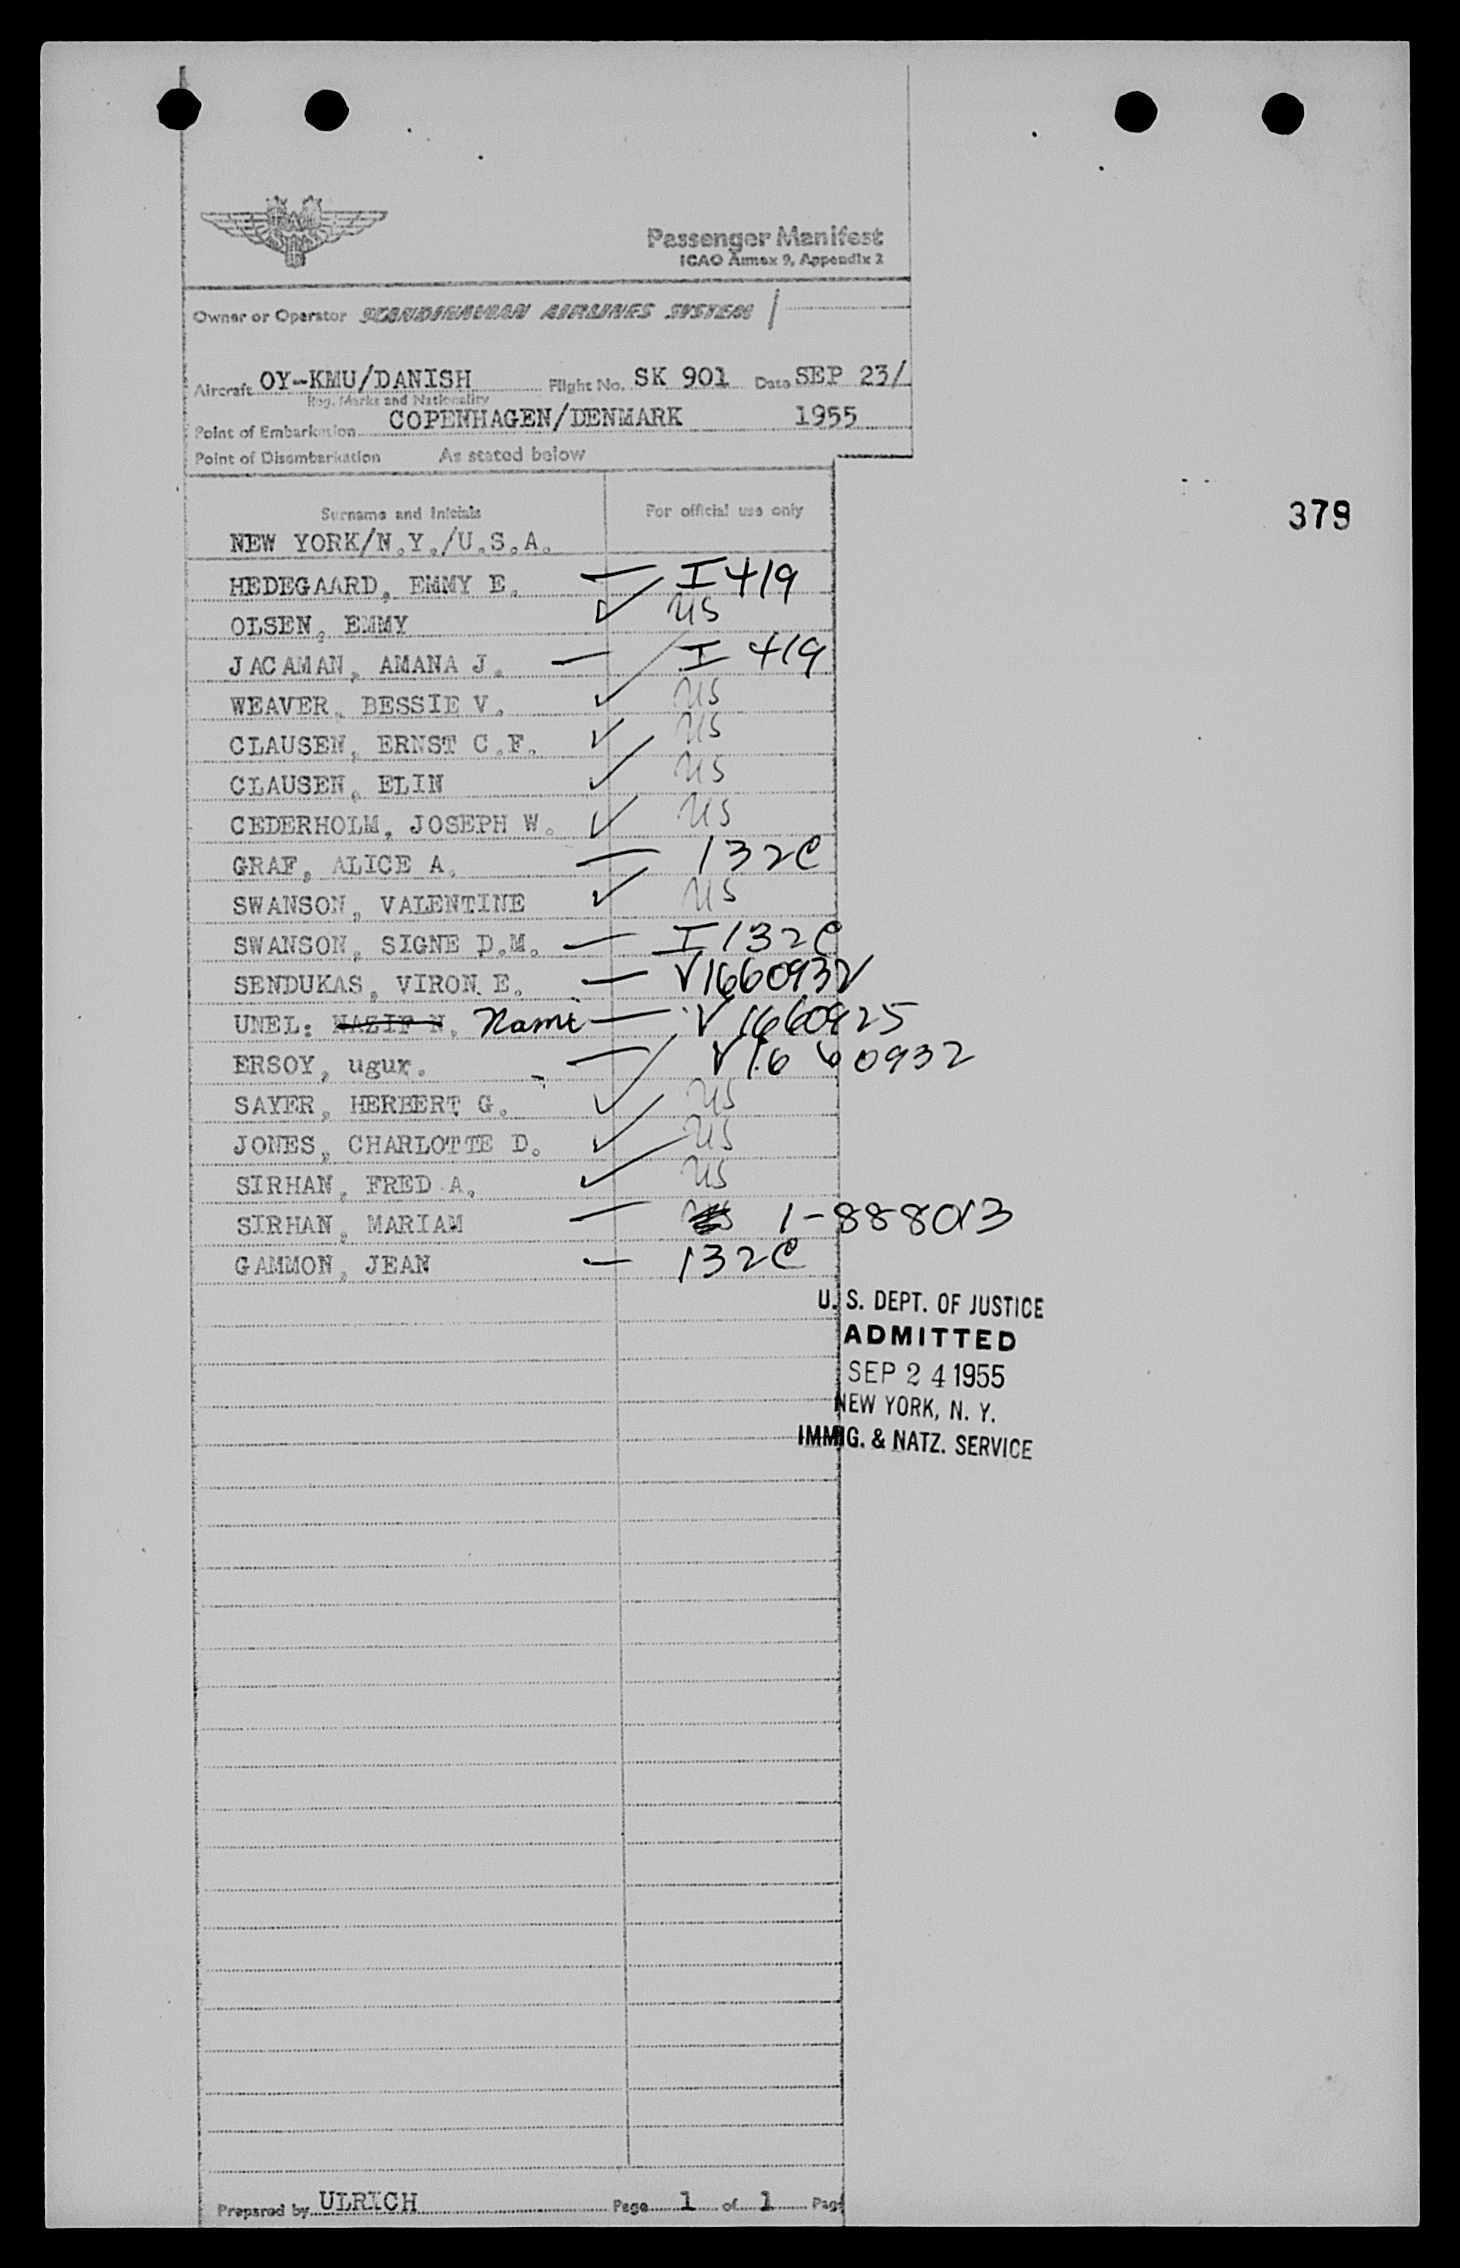 SAS
Passenger Manifest
ICAO Annex 9, Appendix 2
Owner or Operator SCANDINAVIAN AIRLINES SYSTEM
Aircraft OY-KMU/DANISH Flight No. SK 901 Date SEP 23/
Reg. Marks and Nationality
Point of Embarkation COPENHAGEN/DENMARK 1955
Point of Disembarkation As stated below
Surname and Initials For official use only
379
NEW YORK/N.Y./U.S.A.
HEDEGAARD, EMMY E. — I 419
OLSEN, EMMY ✓ US
JACAMAN, AMANA J. — I 419
WEAVER, BESSIE V. ✓ US
CLAUSEN, ERNST C.F. ✓ US
CLAUSEN, ELIN ✓ US
CEDERHOLM, JOSEPH W. ✓ US
GRAF, ALICE A. — 132C
SWANSON, VALENTINE ✓ US
SWANSON, SIGNE D.M. — I 132C
SENDUKAS, VIRON E. — V1660932
UNEL: NAZIF N. Nami — V 1660925
ERSOY, ugur. — V 1660932
SAYER, HERBERT G. ✓ US
JONES, CHARLOTTE D. ✓ US
SIRHAN, FRED A. ✓ US
SIRHAN, MARIAM — US 1-888013
GAMMON, JEAN — 132C
U. S. DEPT. OF JUSTICE
ADMITTED
SEP 24 1955
NEW YORK, N. Y.
IMMIG. & NATZ. SERVICE
Prepared by ULRICH Page 1 of 1 Pag